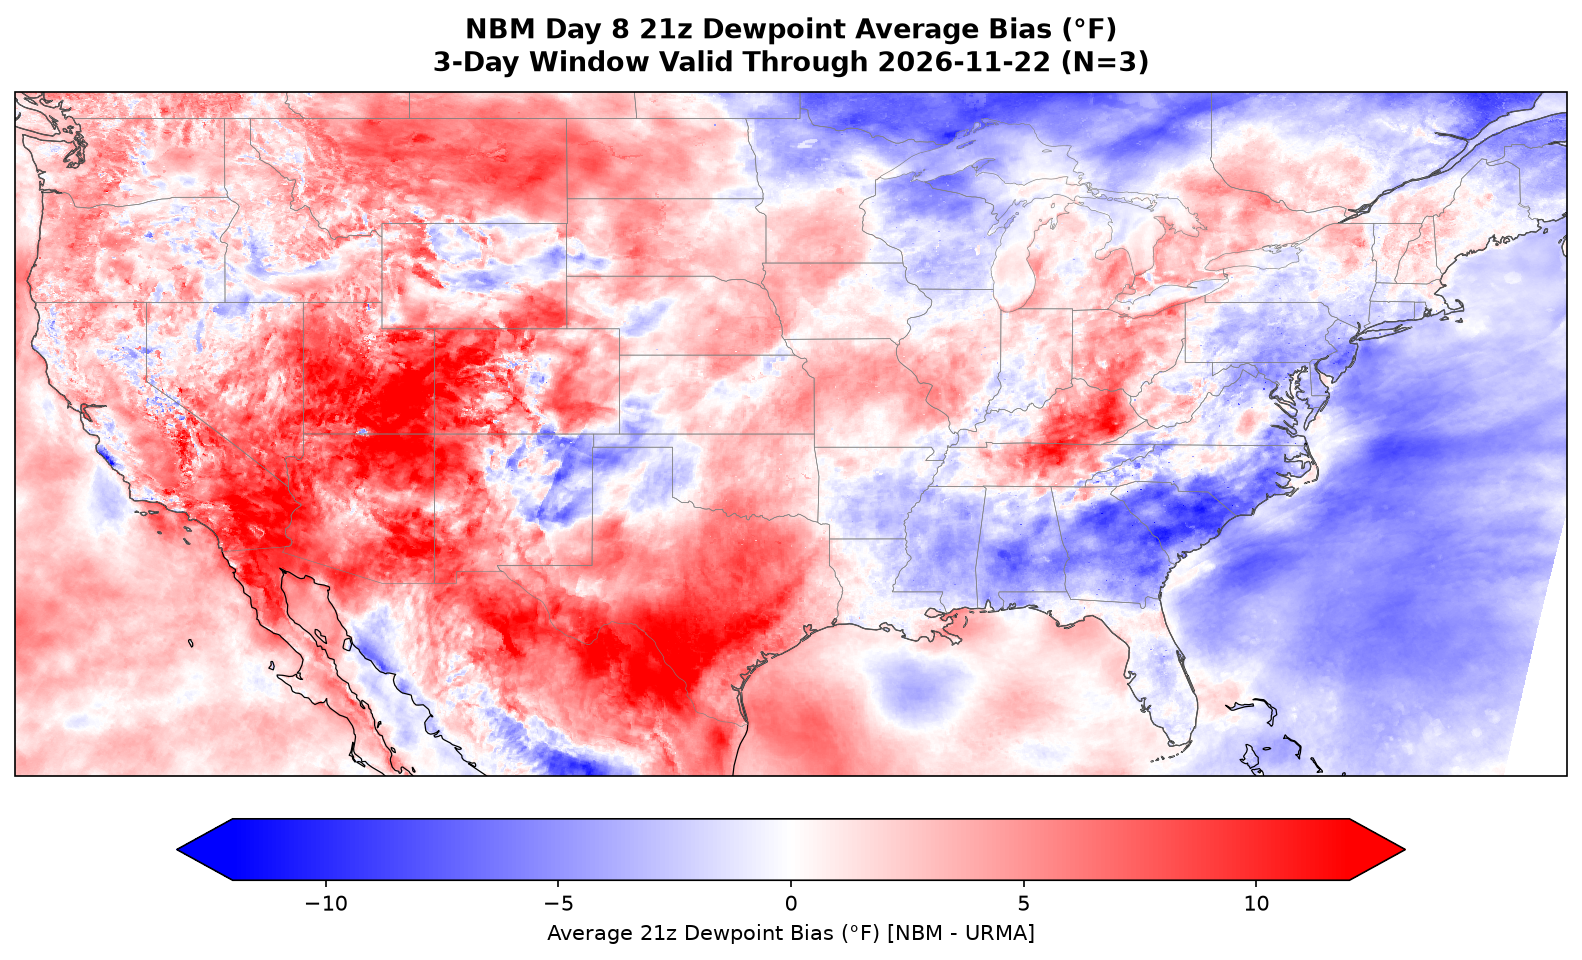 NBM Day 8 21z Dewpoint Average Bias (°F)
3-Day Window Valid Through 2026-11-22 (N=3)
−10 −5 0 5 10
Average 21z Dewpoint Bias (°F) [NBM - URMA]